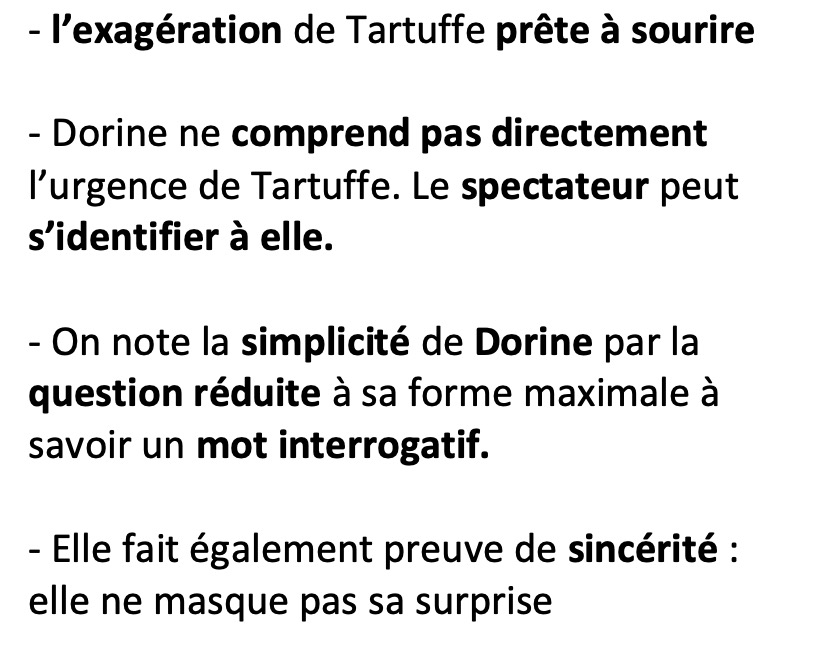 - l’exagération de Tartuffe prête à sourire
- Dorine ne comprend pas directement
l’urgence de Tartuffe. Le spectateur peut
s’identifier à elle.
- On note la simplicité de Dorine par la
question réduite à sa forme maximale à
savoir un mot interrogatif.
- Elle fait également preuve de sincérité :
elle ne masque pas sa surprise